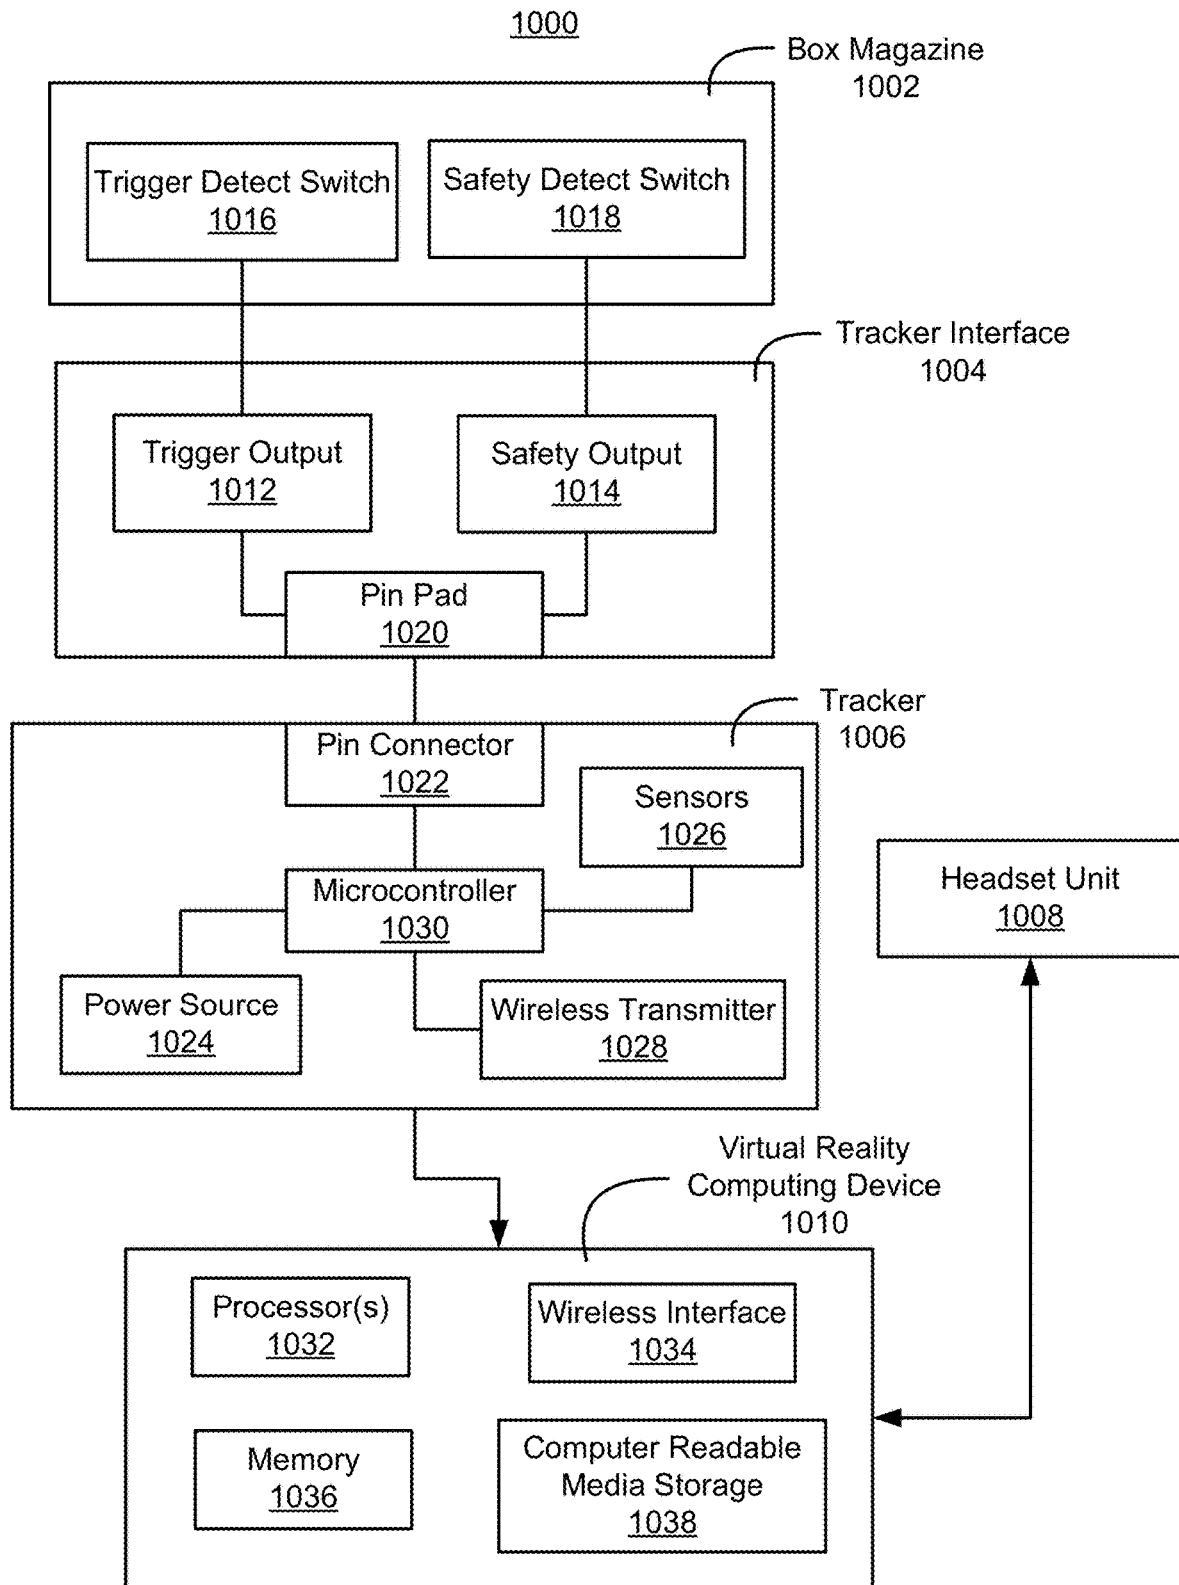 1000
Box Magazine
1002
Trigger Detect Switch
1016
Safety Detect Switch
1018
Tracker Interface
1004
Trigger Output
1012
Safety Output
1014
Pin Pad
1020
Tracker
1006
Pin Connector
1022
Sensors
1026
Microcontroller
1030
Headset Unit
1008
Power Source
1024
Wireless Transmitter
1028
Virtual Reality
Computing Device
1010
Processor(s)
1032
Wireless Interface
1034
Memory
1036
Computer Readable
Media Storage
1038